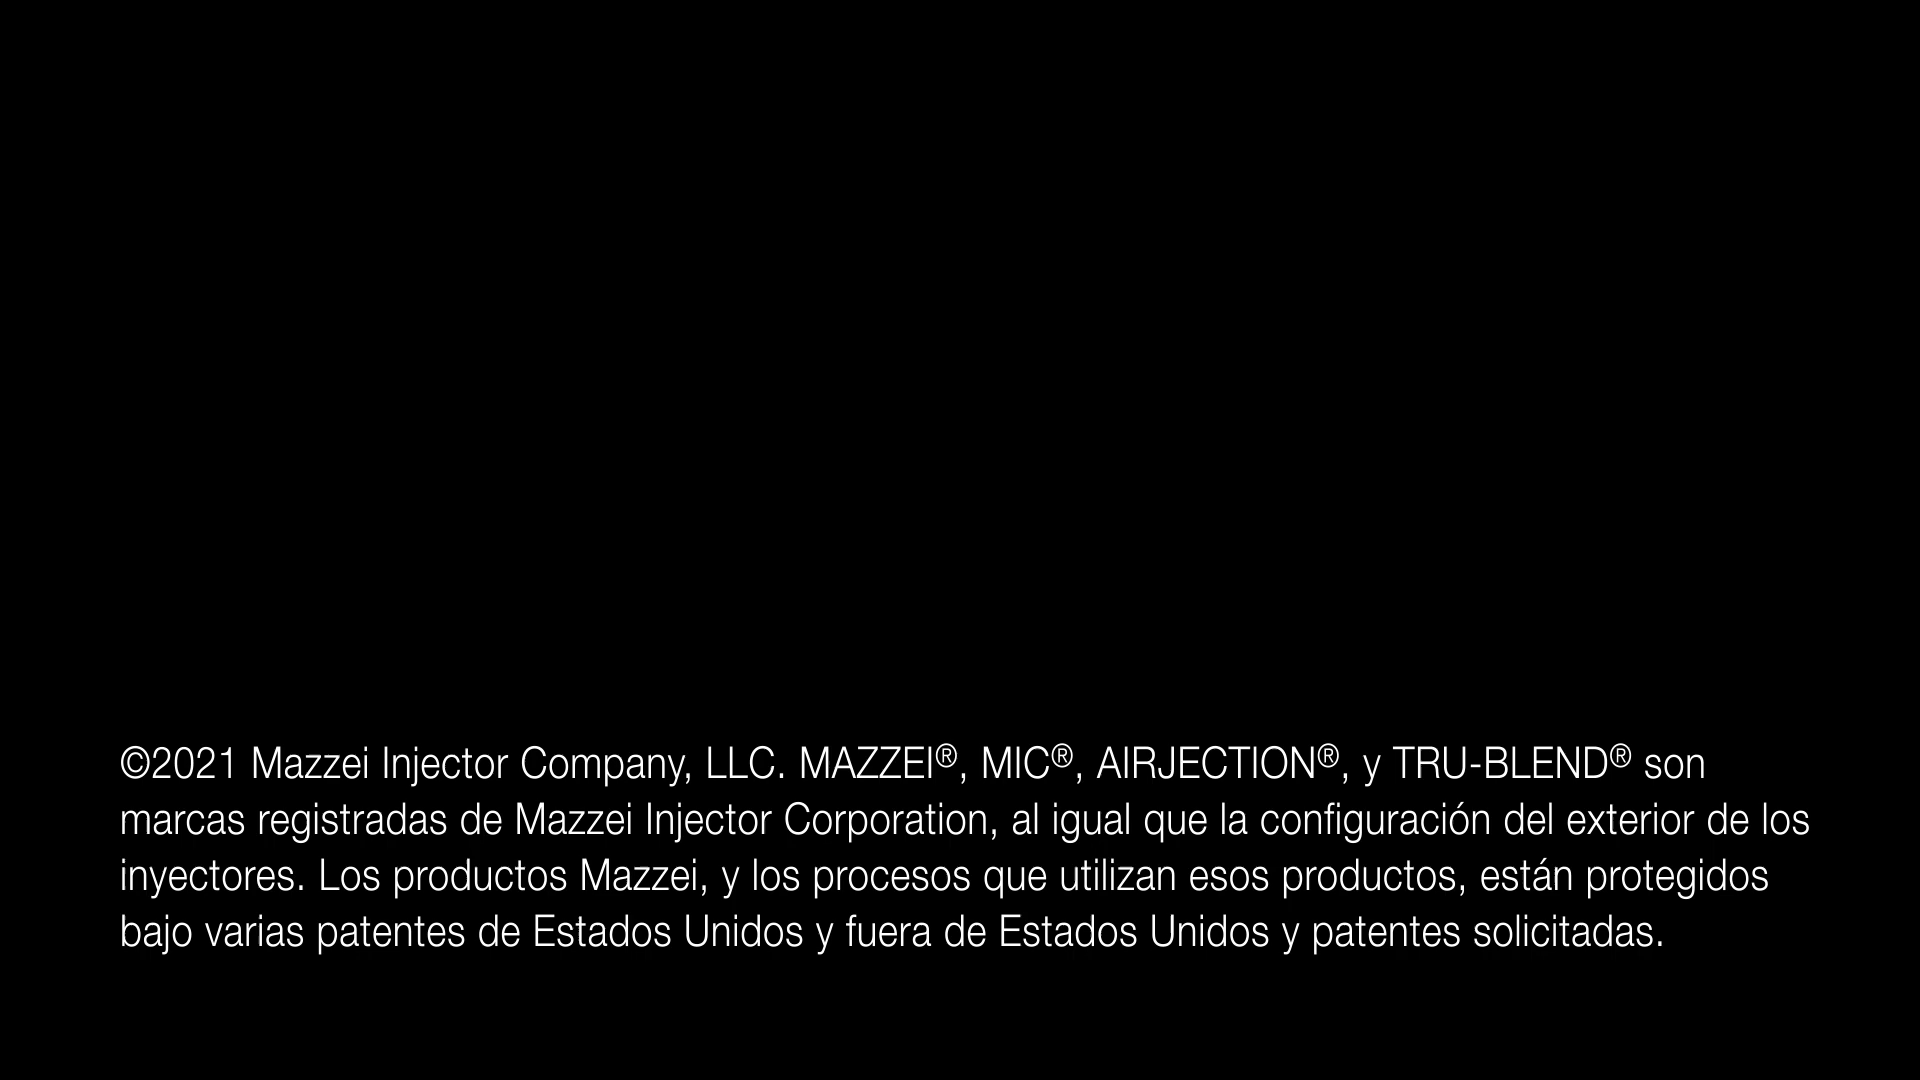 ©2021 Mazzei Injector Company, LLC. MAZZEI®, MIC®, AIRJECTION®, y TRU-BLEND® son
marcas registradas de Mazzei Injector Corporation, al igual que la configuración del exterior de los
inyectores. Los productos Mazzei, y los procesos que utilizan esos productos, están protegidos
bajo varias patentes de Estados Unidos y fuera de Estados Unidos y patentes solicitadas.